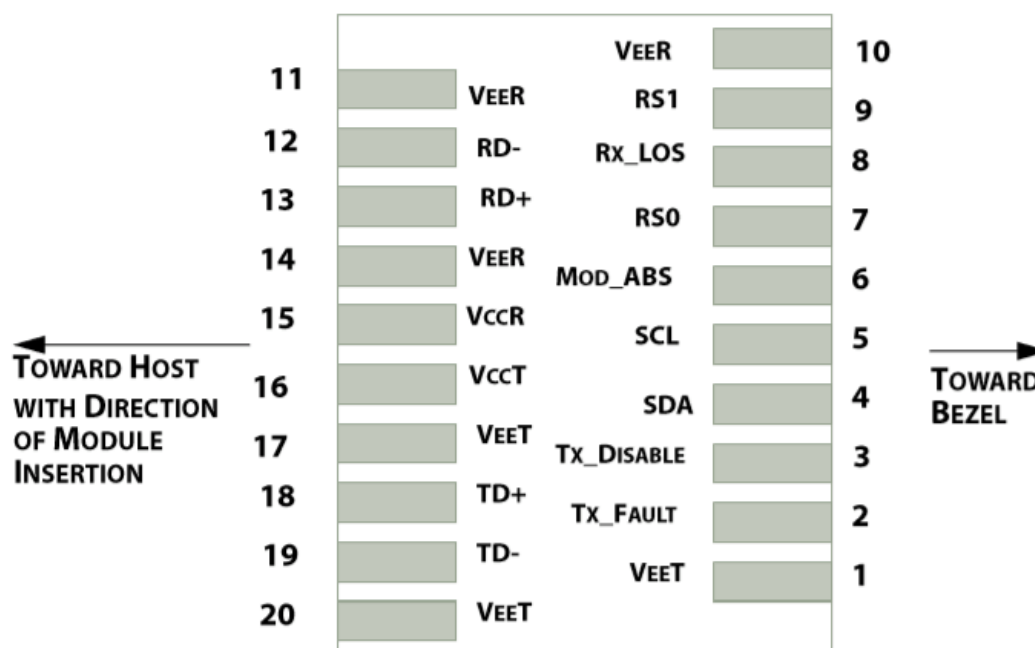 VEER 10
11 VEER
RS1 9
12 RD-
RX_LOS 8
13 RD+
RS0 7
14 VEER
MOD_ABS 6
15 VCCR
SCL 5
16 VCCT
SDA 4
17 VEET
TX_DISABLE 3
18 TD+
TX_FAULT 2
19 TD-
VEET 1
20 VEET
TOWARD HOST
WITH DIRECTION
OF MODULE
INSERTION
TOWARD
BEZEL